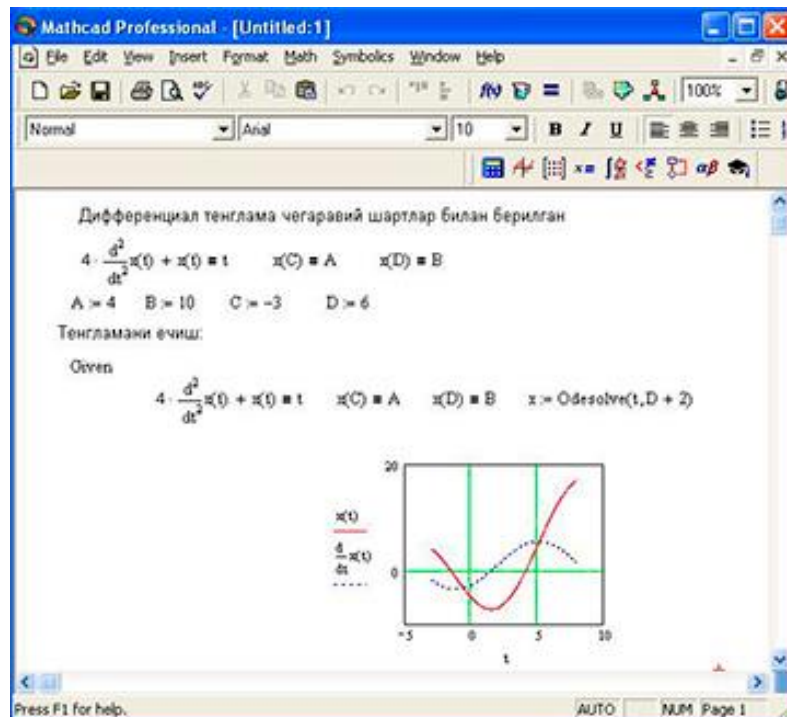 Mathcad Professional - [Untitled:1]
File Edit View Insert Format Math Symbolics Window Help
100%
Normal Arial 10 B I U
αβ
Дифференциал тенглама чегаравий шартлар билан берилган
4 · d²/dt² x(t) + x(t) = t x(C) = A x(D) = B
A := 4 B := 10 C := -3 D := 6
Тенгламани ечиш:
Given
4 · d²/dt² x(t) + x(t) = t x(C) = A x(D) = B x := Odesolve(t,D + 2)
20
x(t)
d/dt x(t)
0
-5 0 5 10
t
Press F1 for help. AUTO NUM Page 1